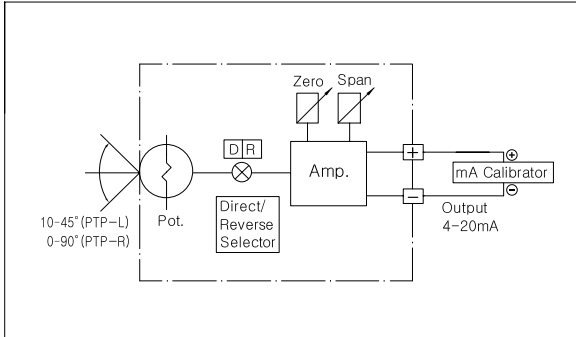 Zero Span
D R
+
Amp.
⊕
mA Calibrator
⊖
−
10-45°(PTP-L)
0-90°(PTP-R)
Pot.
Direct/
Reverse
Selector
Output
4-20mA